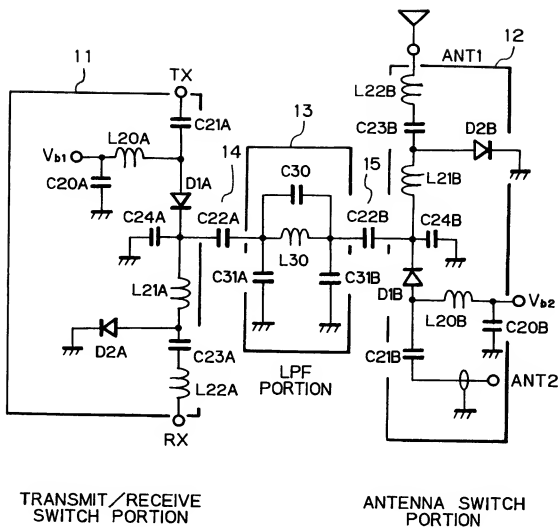 11
TX
C21A
Vb1
L20A
C20A
D1A
14
C24A
C22A
L21A
D2A
C23A
L22A
RX
TRANSMIT/RECEIVE
SWITCH PORTION
13
C30
L30
C31A
C31B
LPF
PORTION
15
C22B
ANT1
12
L22B
C23B
D2B
L21B
C24B
D1B
L20B
Vb2
C20B
C21B
ANT2
ANTENNA SWITCH
PORTION